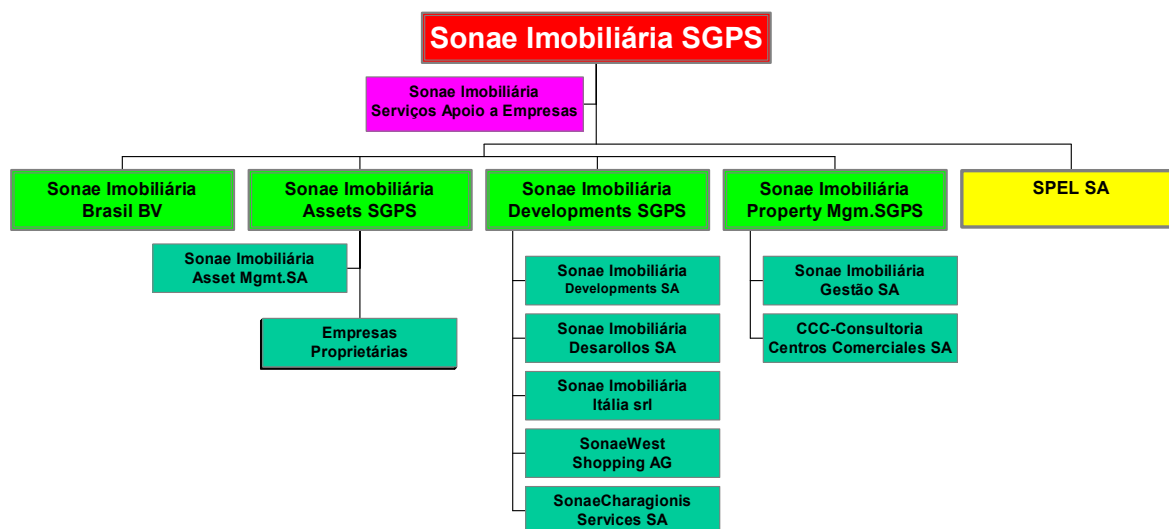 Sonae Imobiliária SGPS
Sonae Imobiliária
Serviços Apoio a Empresas
Sonae Imobiliária
Brasil BV
Sonae Imobiliária
Assets SGPS
Sonae Imobiliária
Developments SGPS
Sonae Imobiliária
Property Mgm.SGPS
SPEL SA
Sonae Imobiliária
Asset Mgmt.SA
Empresas
Proprietárias
Sonae Imobiliária
Developments SA
Sonae Imobiliária
Desarollos SA
Sonae Imobiliária
Itália srl
SonaeWest
Shopping AG
SonaeCharagionis
Services SA
Sonae Imobiliária
Gestão SA
CCC-Consultoria
Centros Comerciales SA